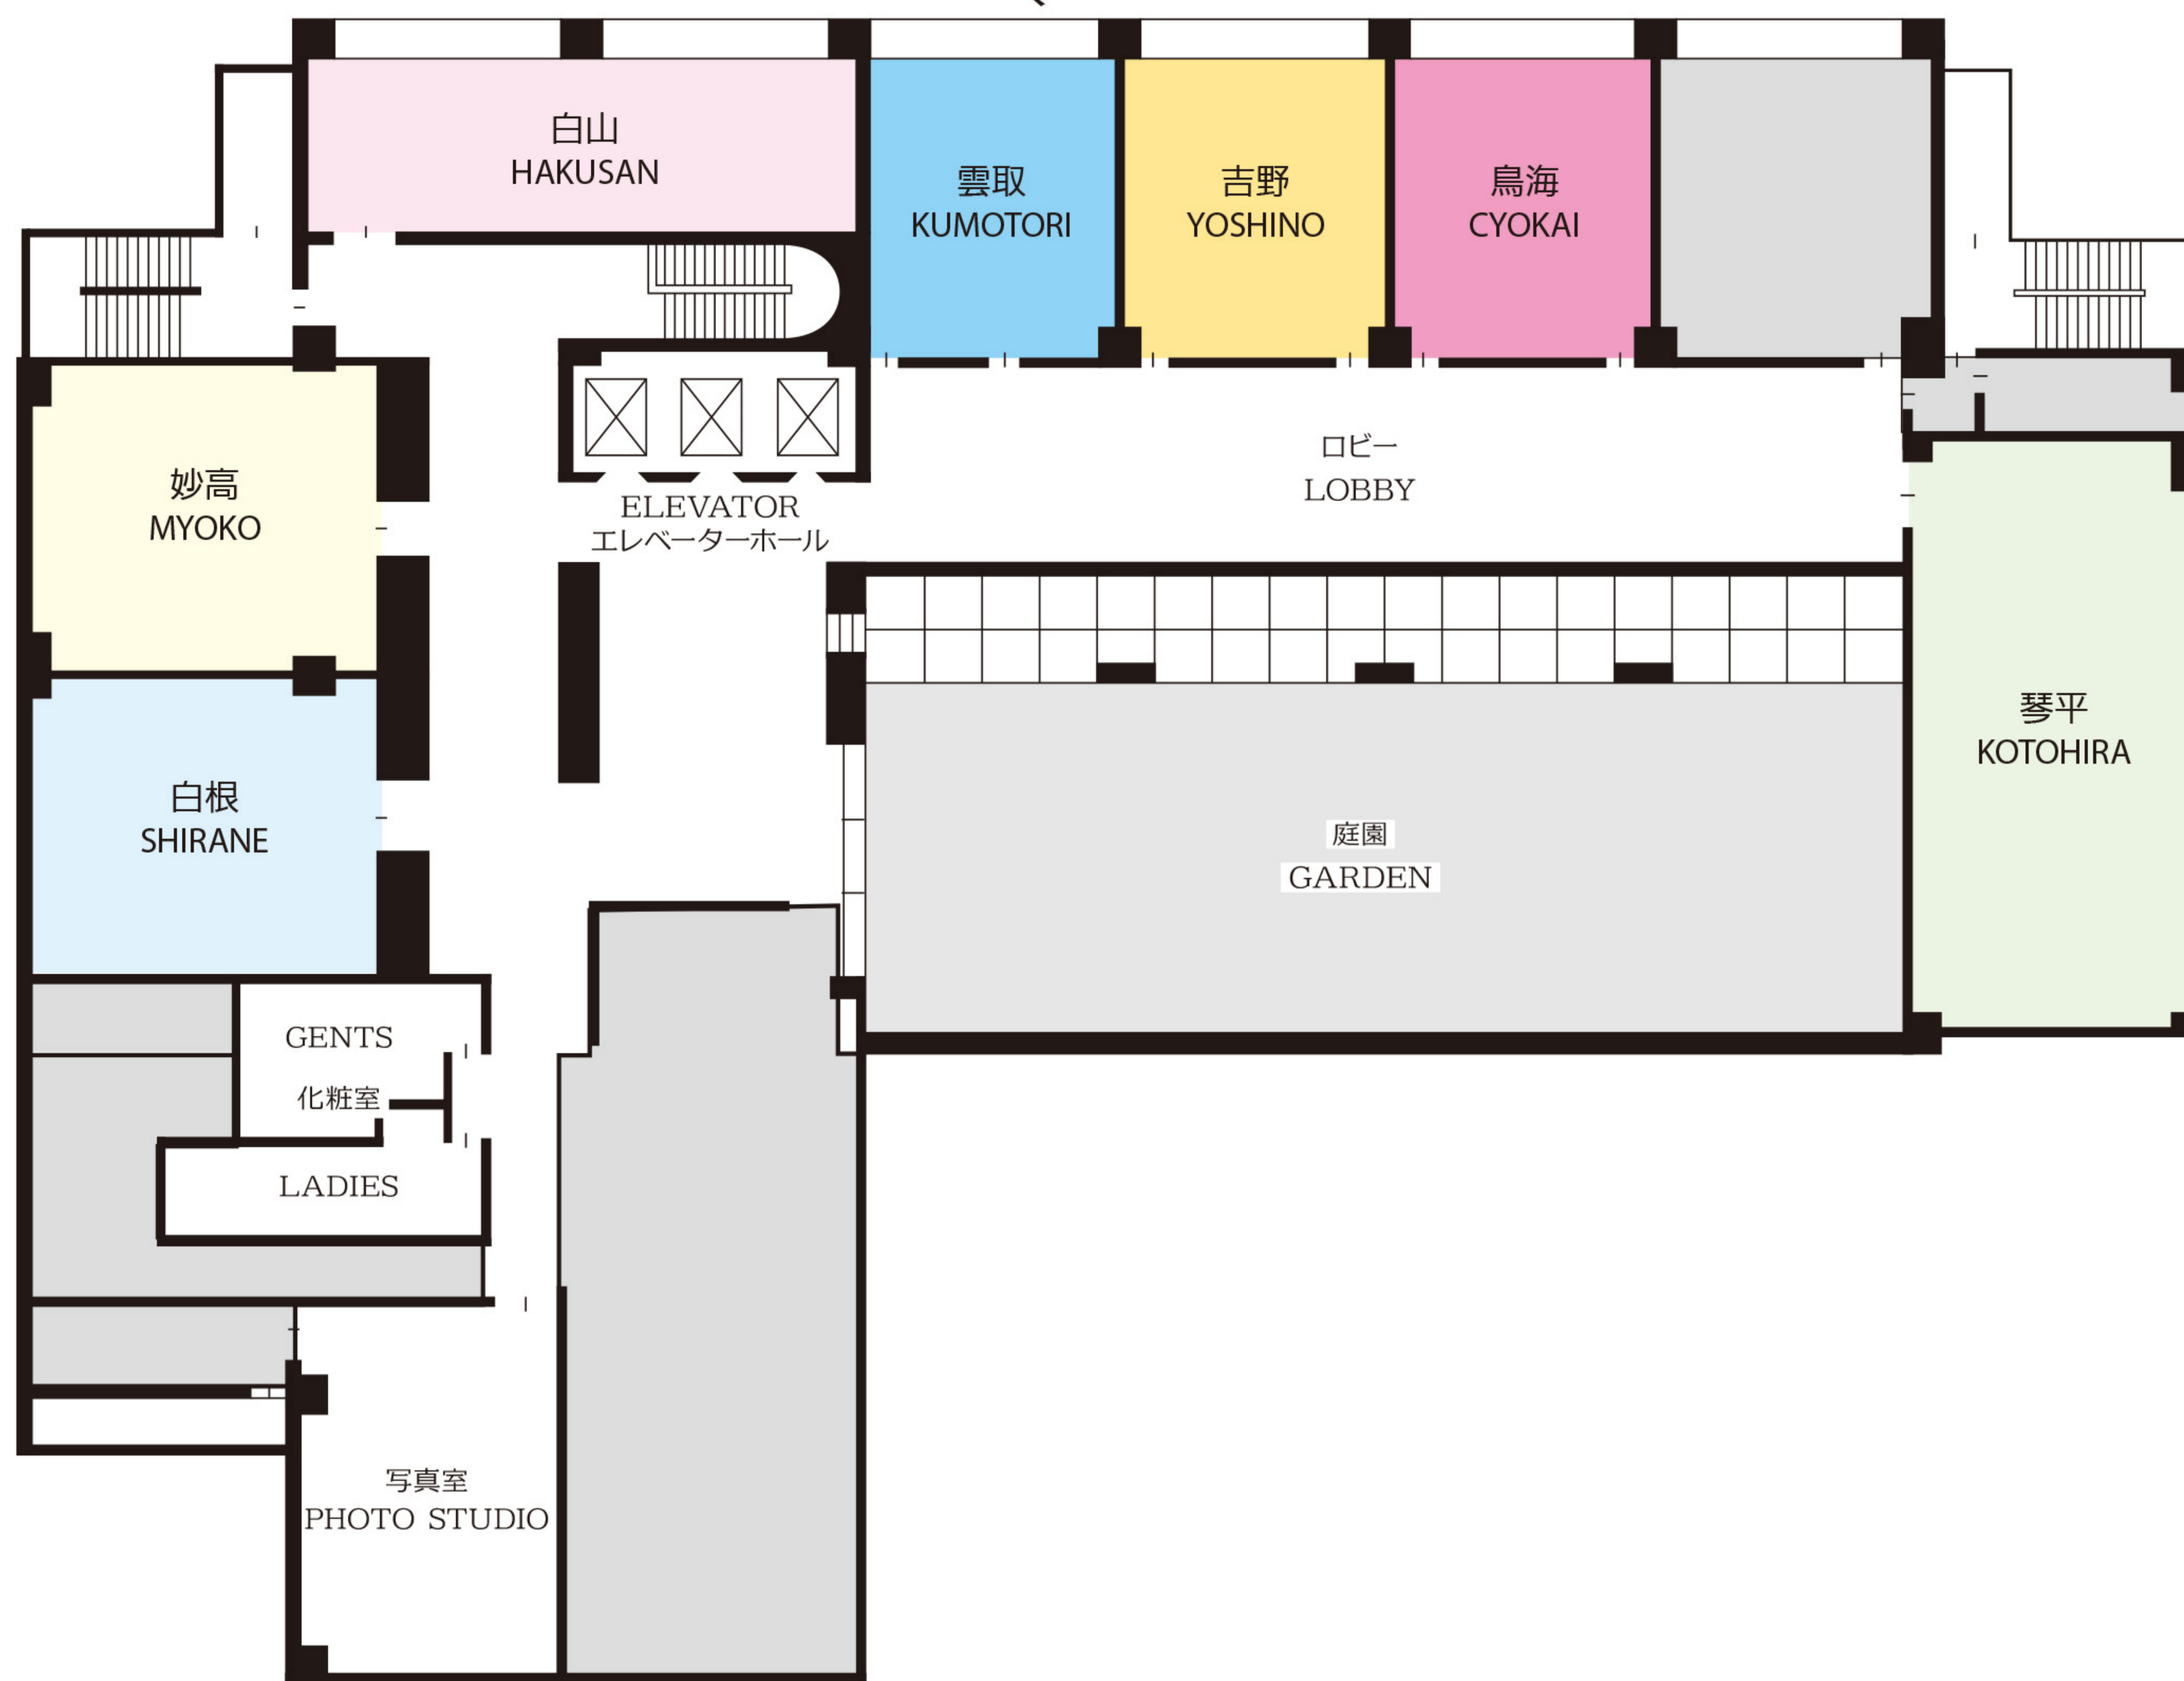 白山
HAKUSAN
雲取
KUMOTORI
吉野
YOSHINO
鳥海
CYOKAI
妙高
MYOKO
ELEVATOR
エレベーターホール
ロビー
LOBBY
琴平
KOTOHIRA
白根
SHIRANE
庭園
GARDEN
GENTS
化粧室
LADIES
写真室
PHOTO STUDIO